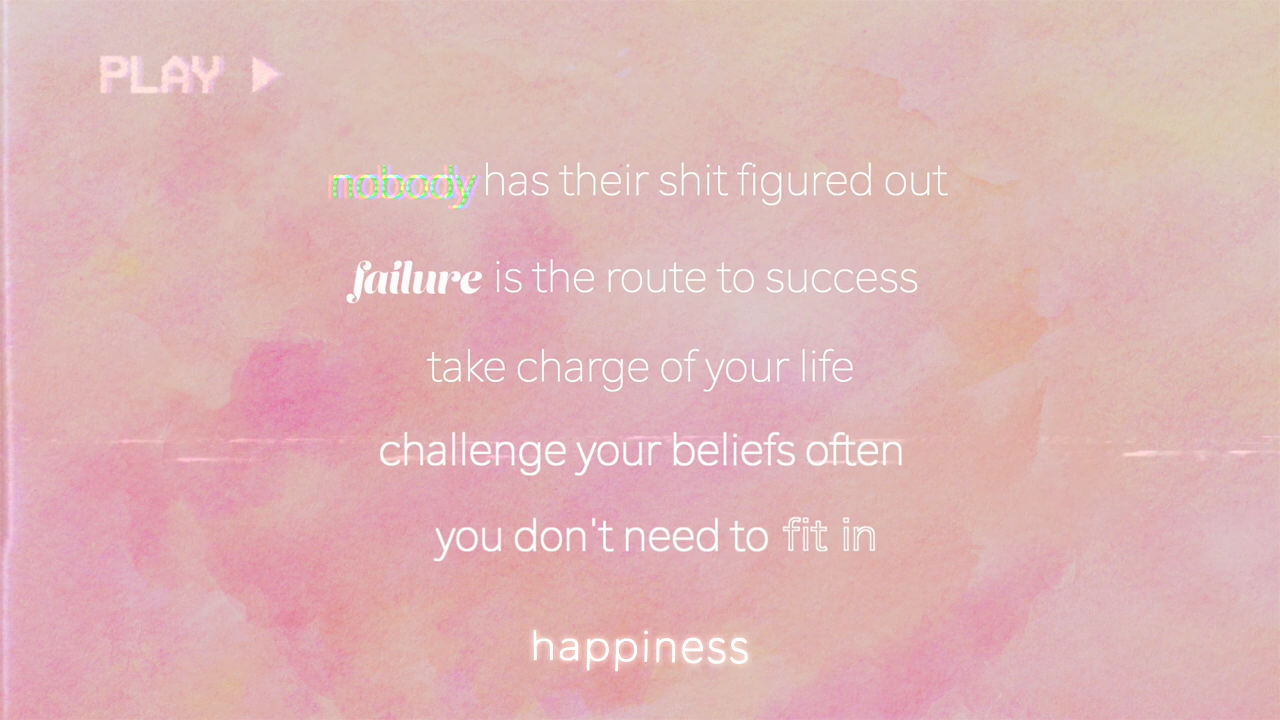 PLAY
nobody has their shit figured out
failure is the route to success
take charge of your life
challenge your beliefs often
you don't need to fit in
happiness